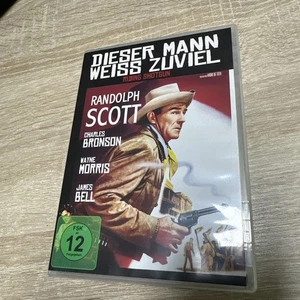 DIESER MANN
WEISS ZUVIEL
RIDING SHOTGUN
RANDOLPH
SCOTT
CHARLES
BRONSON
WAYNE
MORRIS
JAMES
BELL
FSK
12